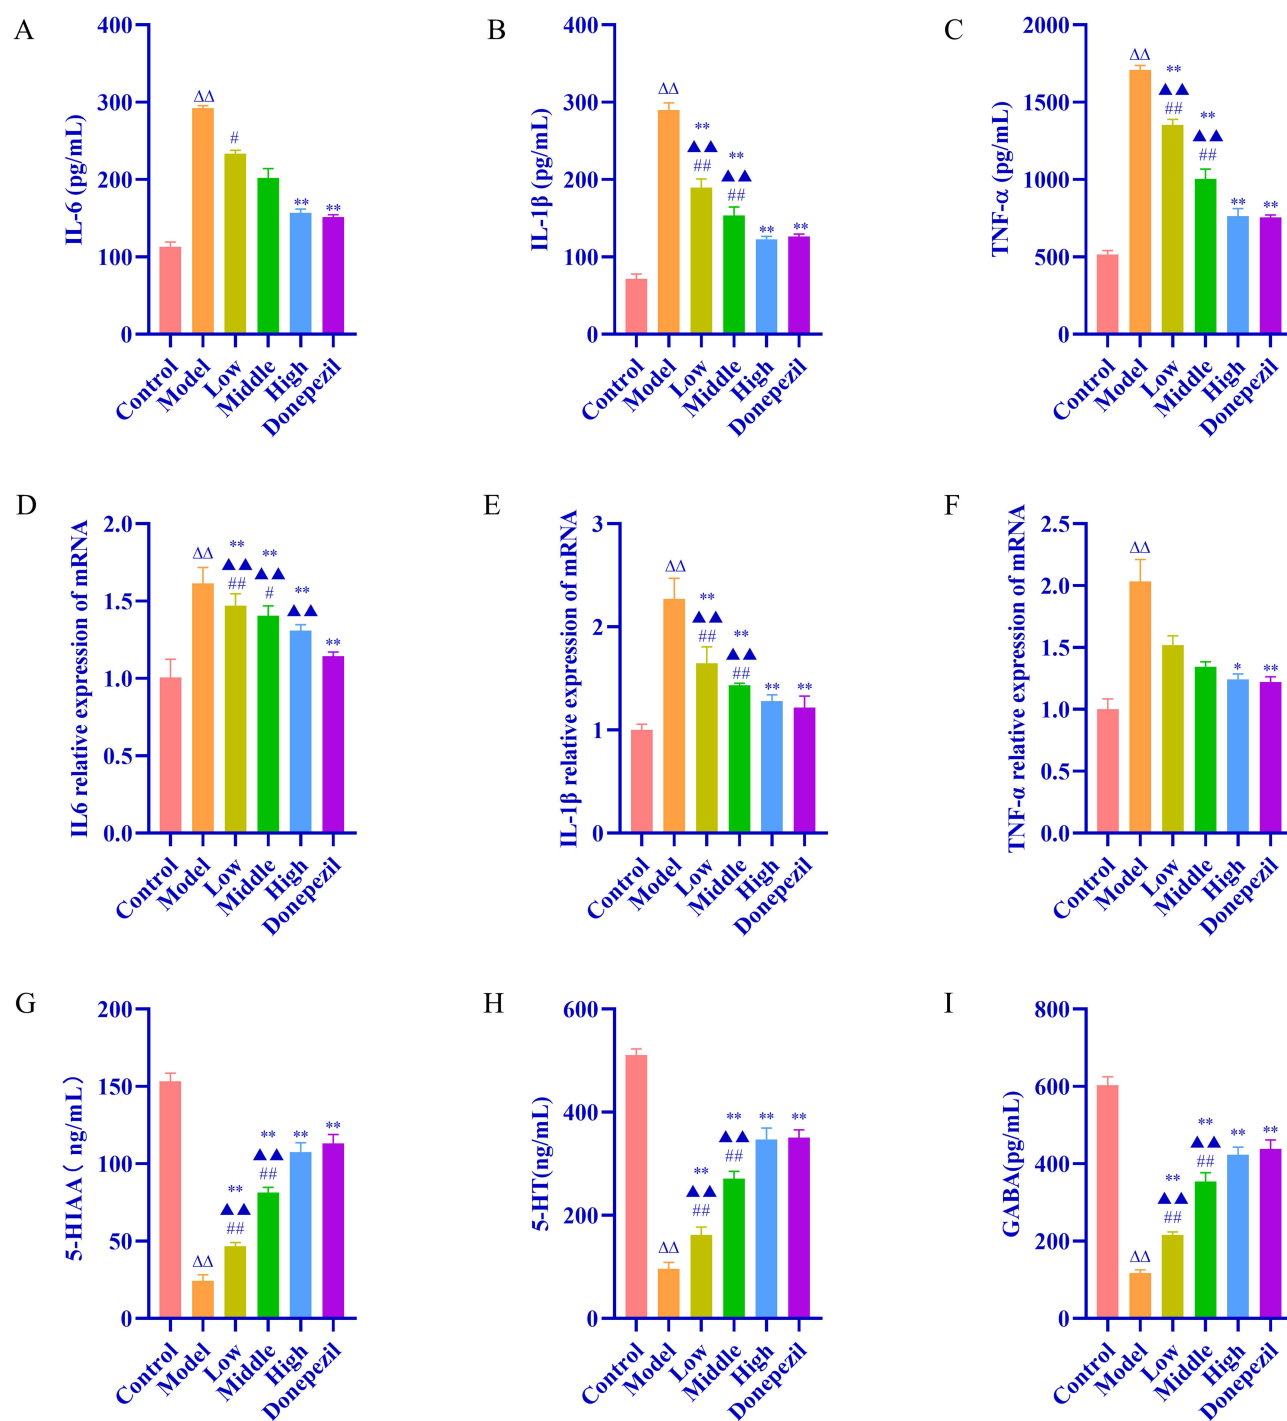 A
IL-6 (pg/mL)
400
300
200
100
0
ΔΔ
#
**
**
Control
Model
Low
Middle
High
Donepezil
B
IL-1β (pg/mL)
400
300
200
100
0
ΔΔ
**
▲▲
##
**
▲▲
##
**
**
Control
Model
Low
Middle
High
Donepezil
C
TNF-α (pg/mL)
2000
1500
1000
500
0
ΔΔ
**
▲▲
##
**
▲▲
##
**
**
Control
Model
Low
Middle
High
Donepezil
D
IL6 relative expression of mRNA
2.0
1.5
1.0
0.5
0.0
ΔΔ
**
▲▲
##
**
▲▲
#
**
▲▲
**
Control
Model
Low
Middle
High
Donepezil
E
IL-1β relative expression of mRNA
3
2
1
0
ΔΔ
**
▲▲
##
**
▲▲
##
**
**
Control
Model
Low
Middle
High
Donepezil
F
TNF-α relative expression of mRNA
2.5
2.0
1.5
1.0
0.5
0.0
ΔΔ
*
**
Control
Model
Low
Middle
High
Donepezil
G
5-HIAA（ng/mL）
200
150
100
50
0
ΔΔ
**
▲▲
##
**
▲▲
##
**
**
Control
Model
Low
Middle
High
Donepezil
H
5-HT(ng/mL)
600
400
200
0
ΔΔ
**
▲▲
##
**
▲▲
##
**
**
Control
Model
Low
Middle
High
Donepezil
I
GABA(pg/mL)
800
600
400
200
0
ΔΔ
**
▲▲
##
**
▲▲
##
**
**
Control
Model
Low
Middle
High
Donepezil